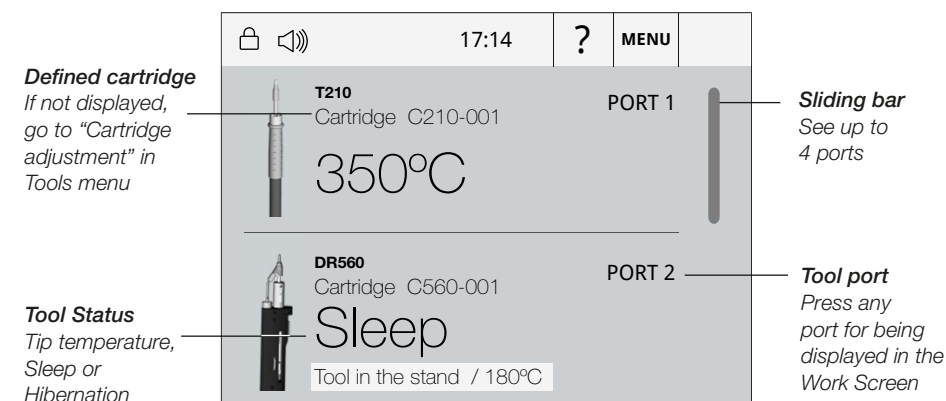 17:14
?
MENU
Defined cartridge
If not displayed,
go to “Cartridge
adjustment” in
Tools menu
T210
Cartridge C210-001
PORT 1
350ºC
Sliding bar
See up to
4 ports
DR560
Cartridge C560-001
PORT 2
Sleep
Tool in the stand / 180ºC
Tool Status
Tip temperature,
Sleep or
Hibernation
Tool port
Press any
port for being
displayed in the
Work Screen